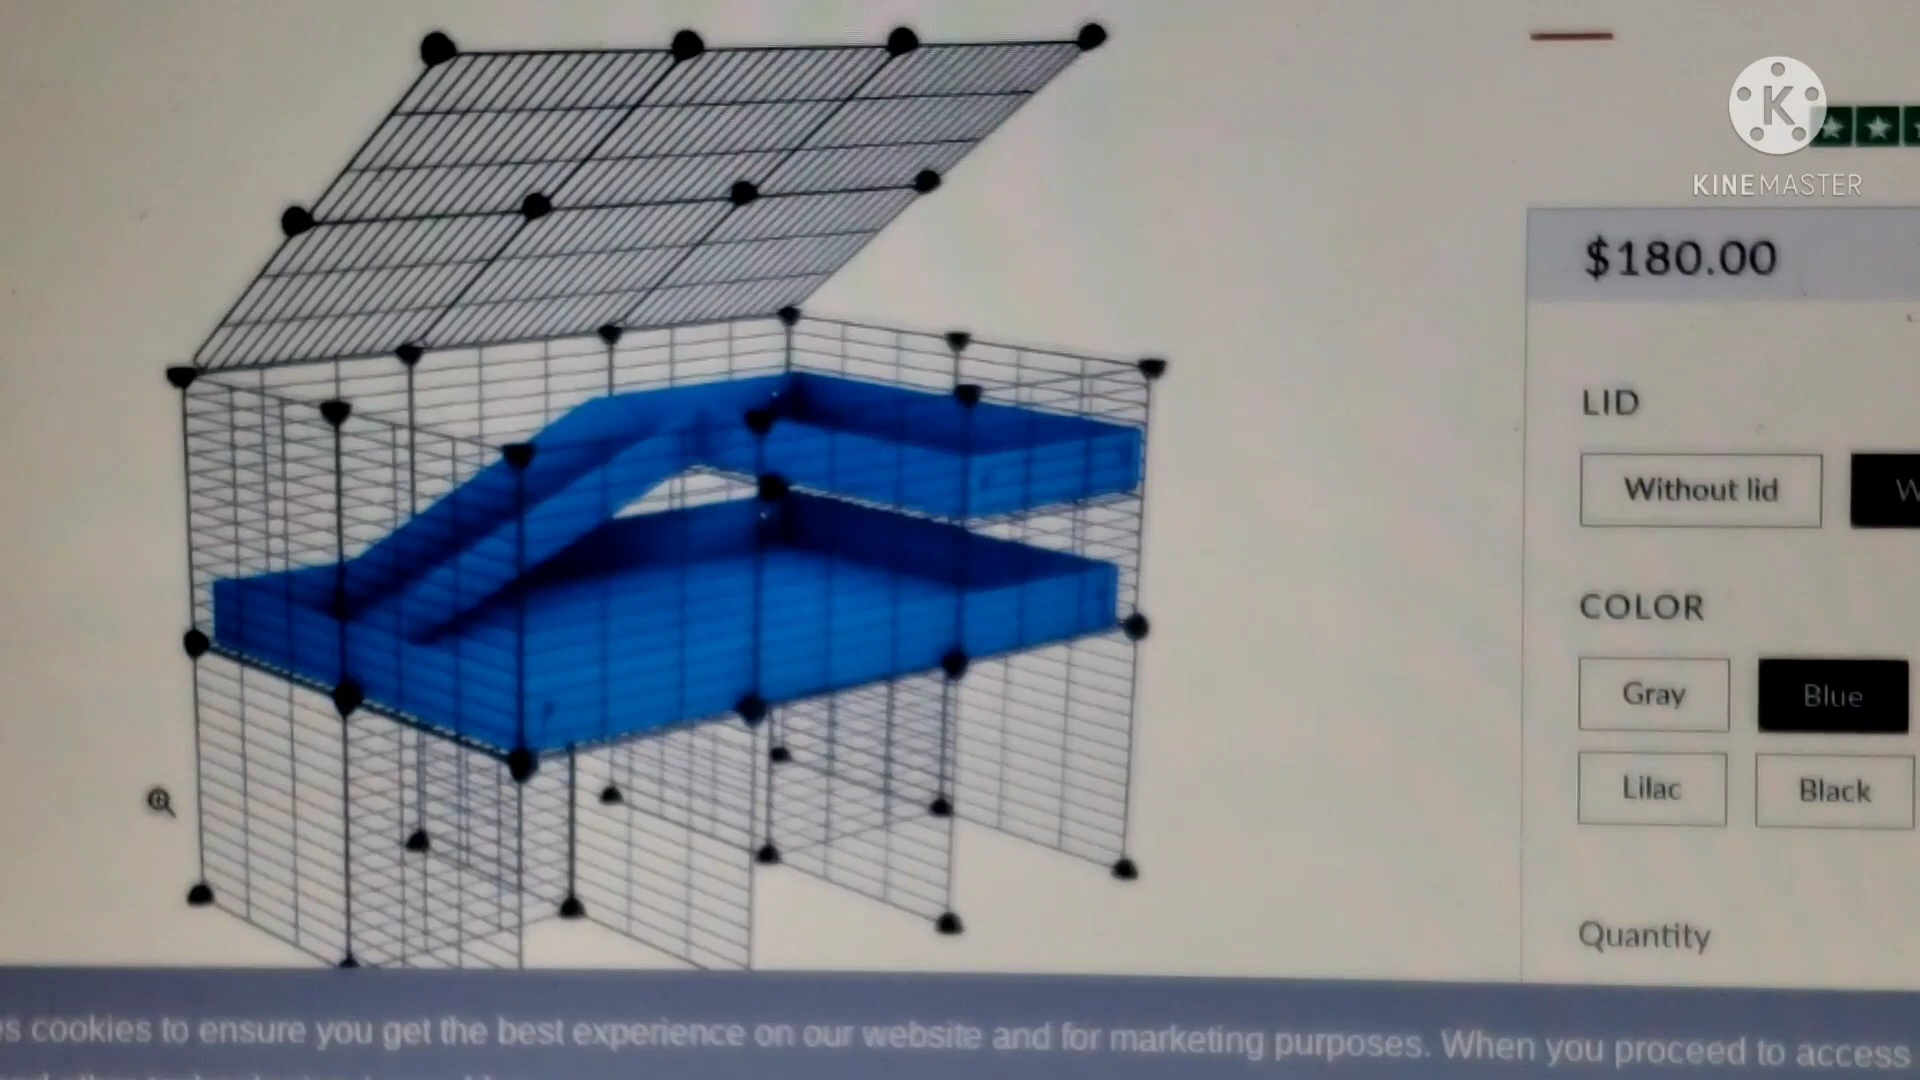 K
KINEMASTER
$180.00
LID
Without lid
W
COLOR
Gray
Blue
Lilac
Black
Quantity
es cookies to ensure you get the best experience on our website and for marketing purposes. When you proceed to access